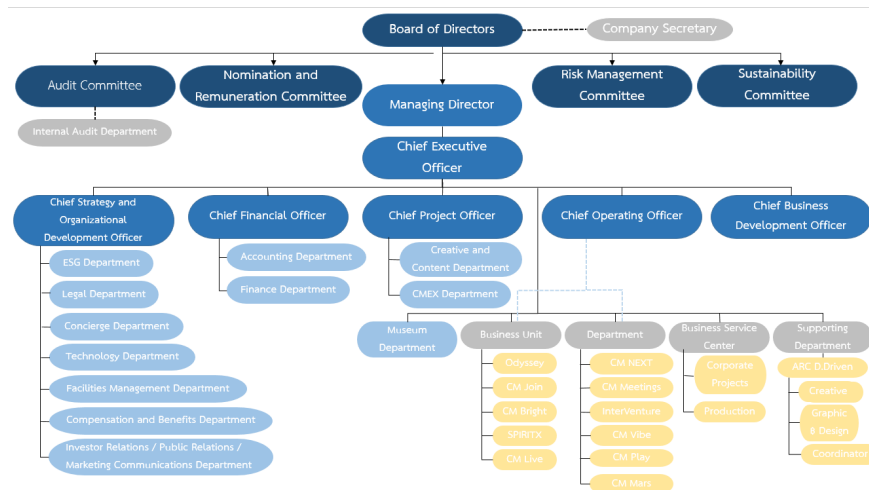 Board of Directors
Company Secretary
Audit Committee
Nomination and
Remuneration Committee
Managing Director
Risk Management
Committee
Sustainability
Committee
Internal Audit Department
Chief Executive
Officer
Chief Strategy and
Organizational
Development Officer
Chief Financial Officer
Chief Project Officer
Chief Operating Officer
Chief Business
Development Officer
ESG Department
Legal Department
Concierge Department
Technology Department
Facilities Management Department
Compensation and Benefits Department
Investor Relations / Public Relations /
Marketing Communications Department
Accounting Department
Finance Department
Creative and
Content Department
CMEX Department
Museum
Department
Business Unit
Odyssey
CM Join
CM Bright
SPIRITX
CM Live
Department
CM NEXT
CM Meetings
InterVenture
CM Vibe
CM Play
CM Mars
Business Service
Center
Corporate
Projects
Production
Supporting
Department
ARC D.Driven
Creative
Graphic
& Design
Coordinator